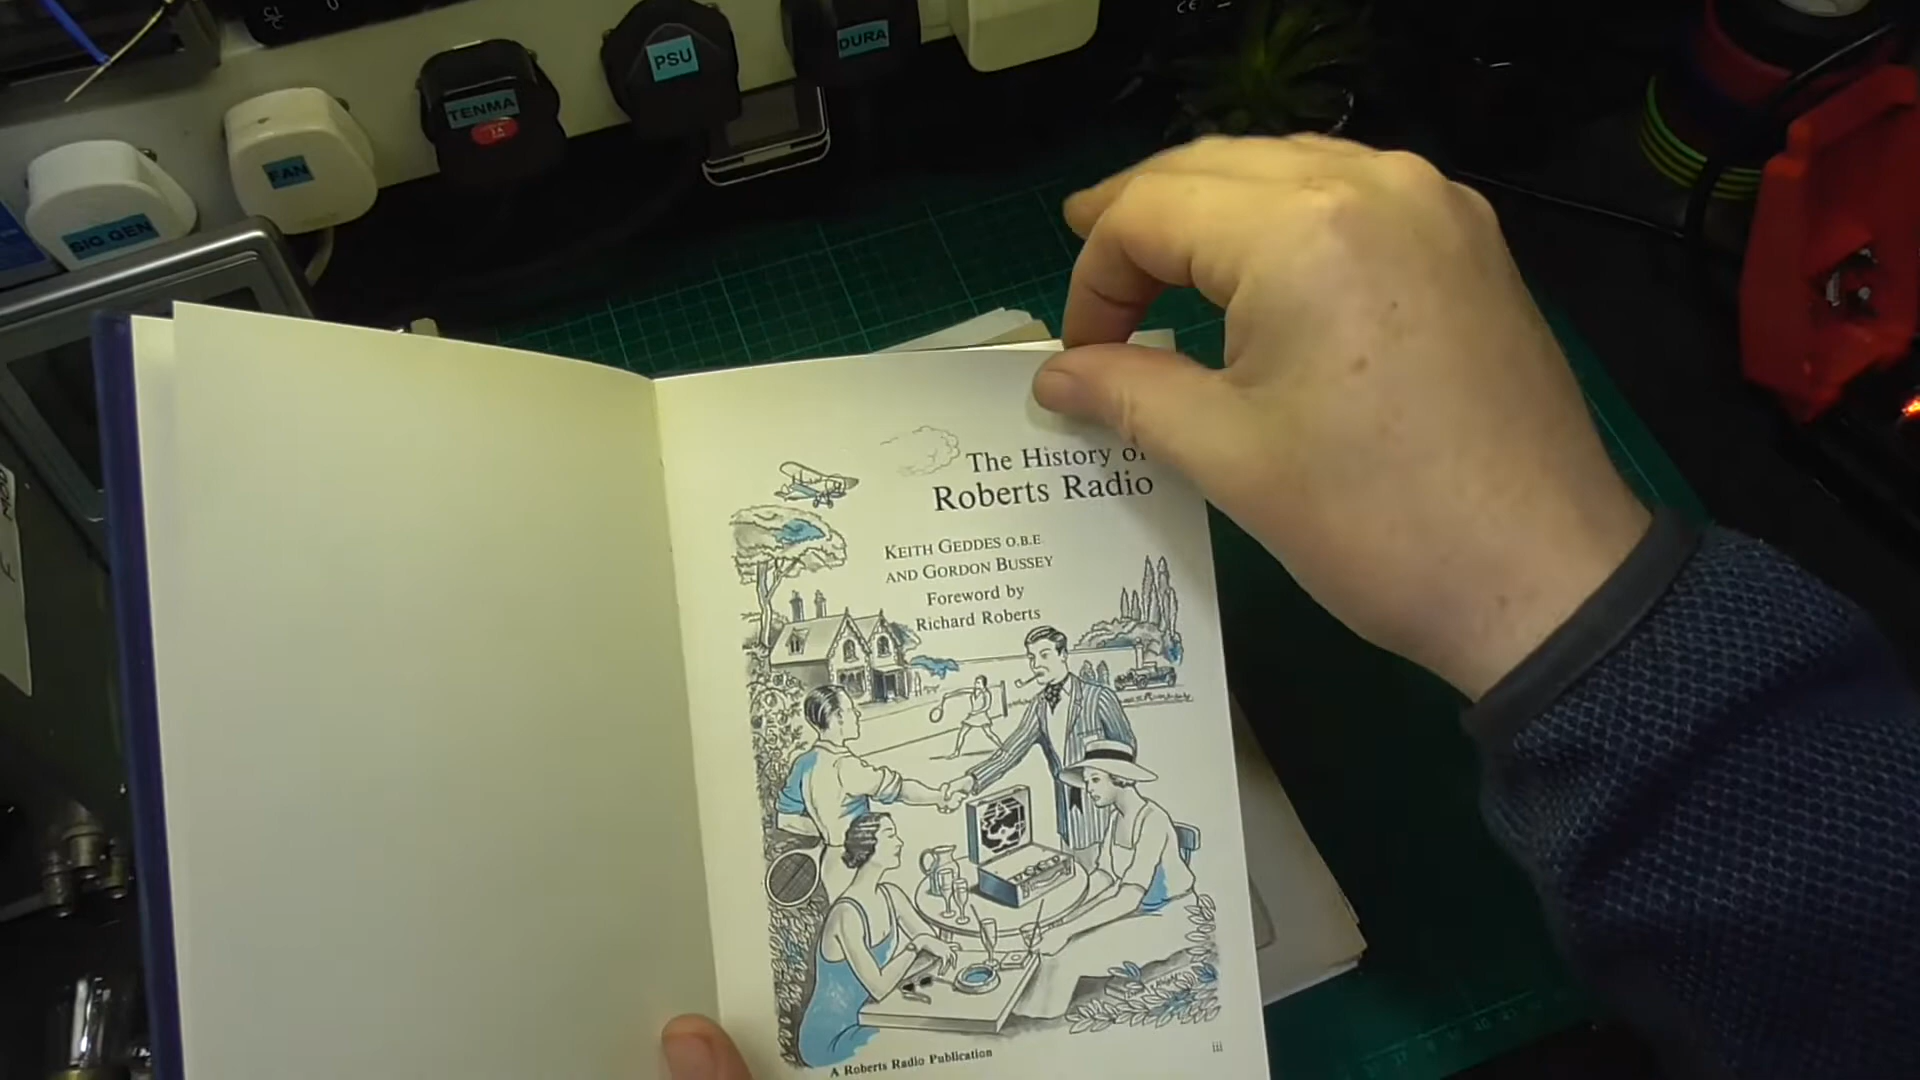 PSU
DURA
TENMA
FAN
SIG GEN
The History of
Roberts Radio
KEITH GEDDES O.B.E
AND GORDON BUSSEY
Foreword by
Richard Roberts
A Roberts Radio Publication
iii